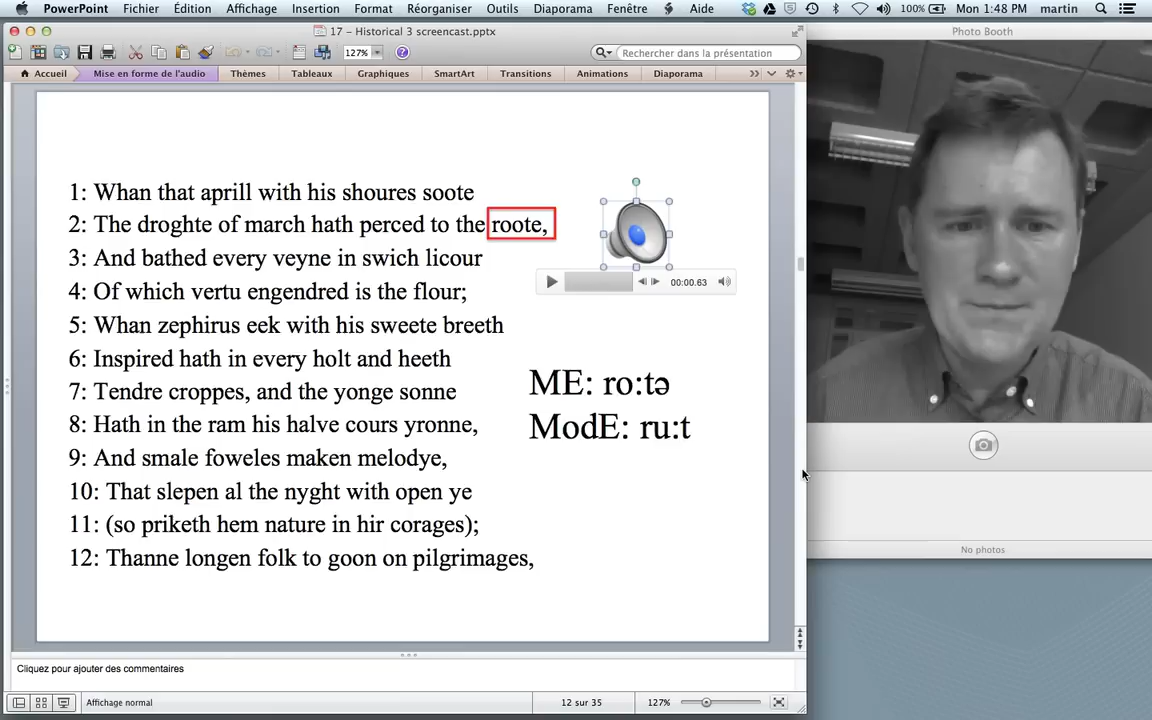 PowerPoint Fichier Édition Affichage Insertion Format Réorganiser Outils Diaporama Fenêtre Aide 100% Mon 1:48 PM martin
17 – Historical 3 screencast.pptx
Photo Booth
127%
Rechercher dans la présentation
Accueil Mise en forme de l'audio Thèmes Tableaux Graphiques SmartArt Transitions Animations Diaporama
1: Whan that aprill with his shoures soote
2: The droghte of march hath perced to the roote,
3: And bathed every veyne in swich licour
00:00.63
4: Of which vertu engendred is the flour;
5: Whan zephirus eek with his sweete breeth
6: Inspired hath in every holt and heeth
7: Tendre croppes, and the yonge sonne
8: Hath in the ram his halve cours yronne,
9: And smale foweles maken melodye,
10: That slepen al the nyght with open ye
11: (so priketh hem nature in hir corages);
12: Thanne longen folk to goon on pilgrimages,
ME: ro:tə
ModE: ru:t
No photos
Cliquez pour ajouter des commentaires
Affichage normal 12 sur 35 127%